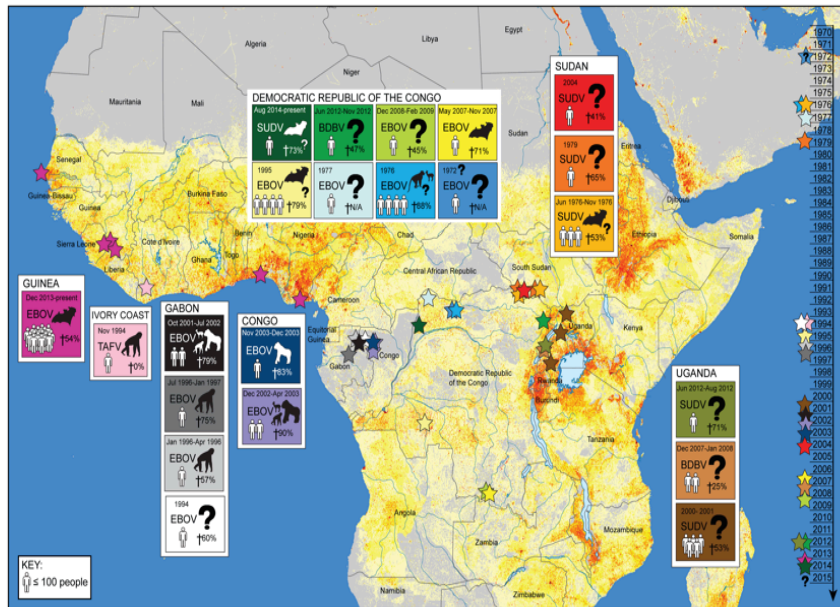 Algeria
Libya
Egypt
Mauritania
Mali
Niger
Sudan
Eritrea
Djibouti
Senegal
Guinea-Bissau
Guinea
Burkina Faso
Sierra Leone
Côte d'Ivoire
Liberia
Ghana
Togo
Benin
Nigeria
Chad
Cameroon
Central African Republic
South Sudan
Ethiopia
Somalia
Equatorial
Guinea
Gabon
Congo
Democratic Republic
of the Congo
Uganda
Kenya
Rwanda
Burundi
Tanzania
Angola
Zambia
Mozambique
Namibia
Zimbabwe
DEMOCRATIC REPUBLIC OF THE CONGO
Aug 2014-present
SUDV
†73%?
Jun 2012-Nov 2012
BDBV ?
†47%
Dec 2008-Feb 2009
EBOV ?
†45%
May 2007-Nov 2007
EBOV
†71%
1995
EBOV ?
†79%
1977
EBOV ?
†N/A
1976
EBOV ?
†88%
1972?
EBOV ?
†N/A
SUDAN
2004
SUDV ?
†41%
1979
SUDV ?
†65%
Jun 1976-Nov 1976
SUDV
†53% ?
GUINEA
Dec 2013-present
EBOV
†54%
IVORY COAST
Nov 1994
TAFV
†0%
GABON
Oct 2001-Jul 2002
EBOV
†79%
Jul 1996-Jan 1997
EBOV
†75%
Jan 1996-Apr 1996
EBOV
†57%
1994
EBOV ?
†60%
CONGO
Nov 2003-Dec 2003
EBOV
†83%
Dec 2002-Apr 2003
EBOV
†90%
UGANDA
Jun 2012-Aug 2012
SUDV ?
†71%
Dec 2007-Jan 2008
BDBV ?
†25%
2000- 2001
SUDV ?
†53%
KEY:
≤ 100 people
1970
1971
1972
?
1973
1974
1975
1976
1977
1978
1979
1980
1981
1982
1983
1984
1985
1986
1987
1988
1989
1990
1991
1992
1993
1994
1995
1996
1997
1998
1999
2000
2001
2002
2003
2004
2005
2006
2007
2008
2009
2010
2011
2012
2013
2014
? 2015